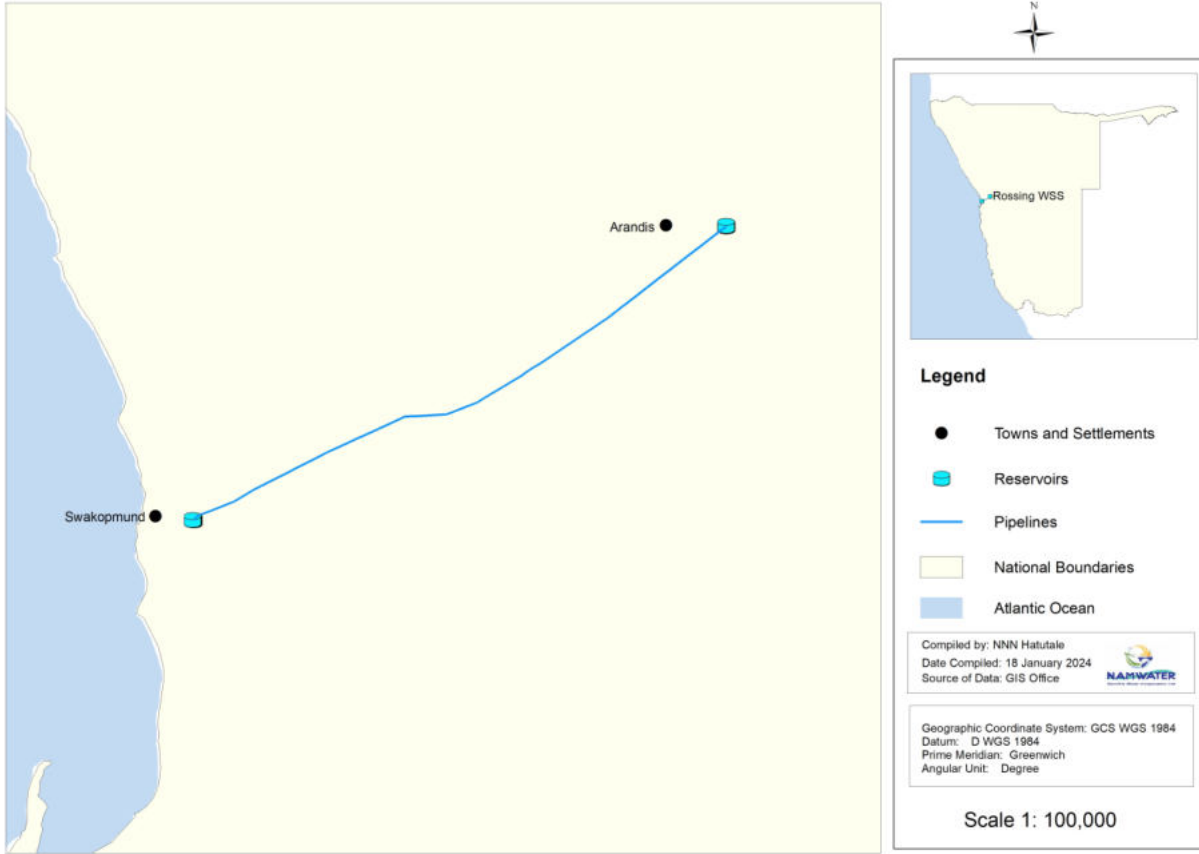 N
Rossing WSS
Arandis
Swakopmund
Legend
Towns and Settlements
Reservoirs
Pipelines
National Boundaries
Atlantic Ocean
Compiled by: NNN Hatutale
Date Compiled: 18 January 2024
Source of Data: GIS Office
NAMWATER
Geographic Coordinate System: GCS WGS 1984
Datum: D WGS 1984
Prime Meridian: Greenwich
Angular Unit: Degree
Scale 1: 100,000